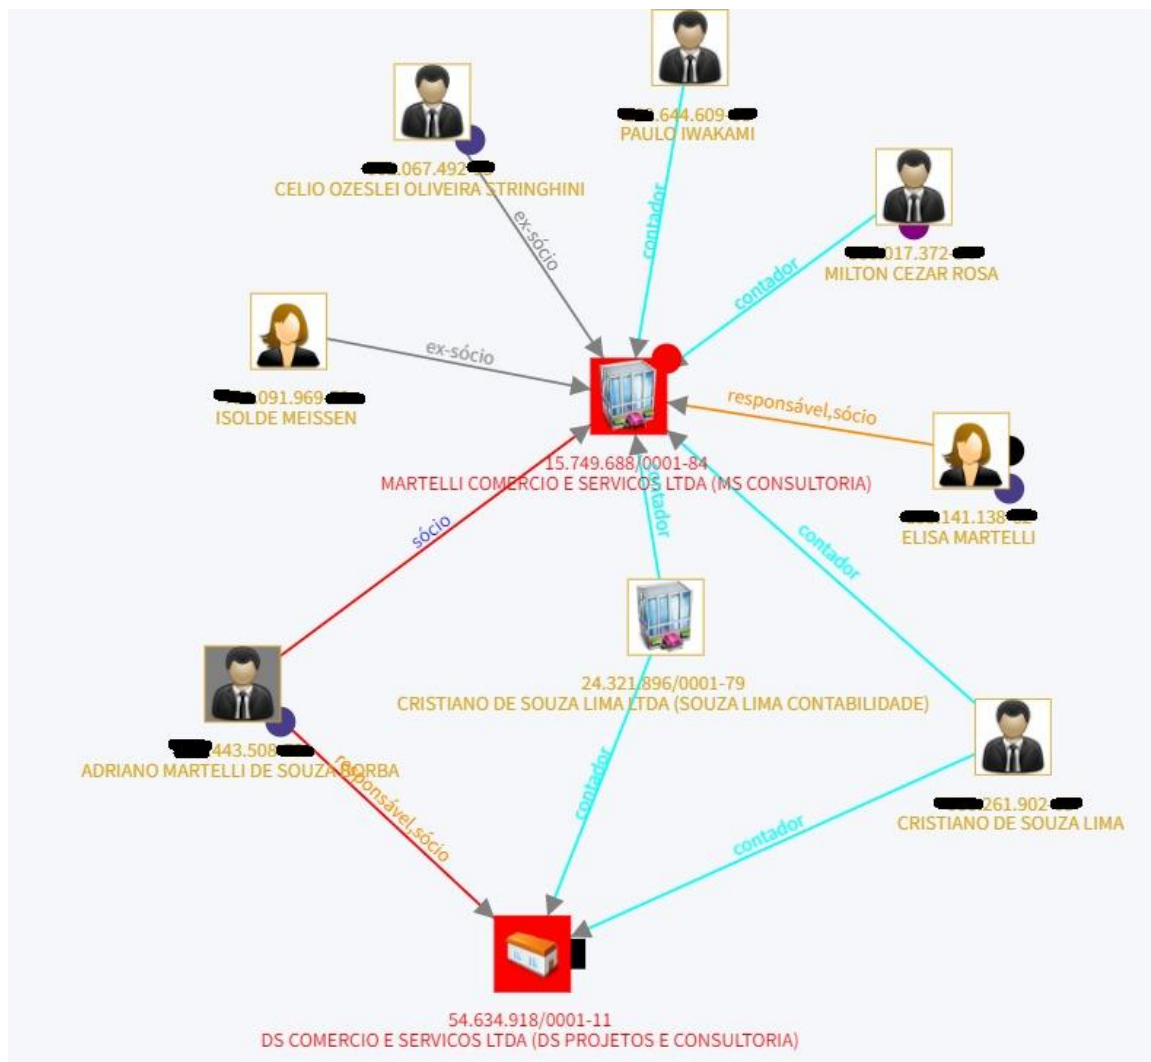 .644.609-
PAULO IWAKAMI
.067.492-
CELIO OZESLEI OLIVEIRA STRINGHINI
017.372-
MILTON CEZAR ROSA
ex-sócio
contador
contador
.091.969-
ISOLDE MEISSEN
ex-sócio
responsável,sócio
15.749.688/0001-84
MARTELLI COMERCIO E SERVICOS LTDA (MS CONSULTORIA)
.141.138-
ELISA MARTELLI
sócio
contador
contador
24.321.896/0001-79
CRISTIANO DE SOUZA LIMA LTDA (SOUZA LIMA CONTABILIDADE)
443.508
ADRIANO MARTELLI DE SOUZA BORBA
.261.902-
CRISTIANO DE SOUZA LIMA
responsável,sócio
contador
contador
54.634.918/0001-11
DS COMERCIO E SERVICOS LTDA (DS PROJETOS E CONSULTORIA)